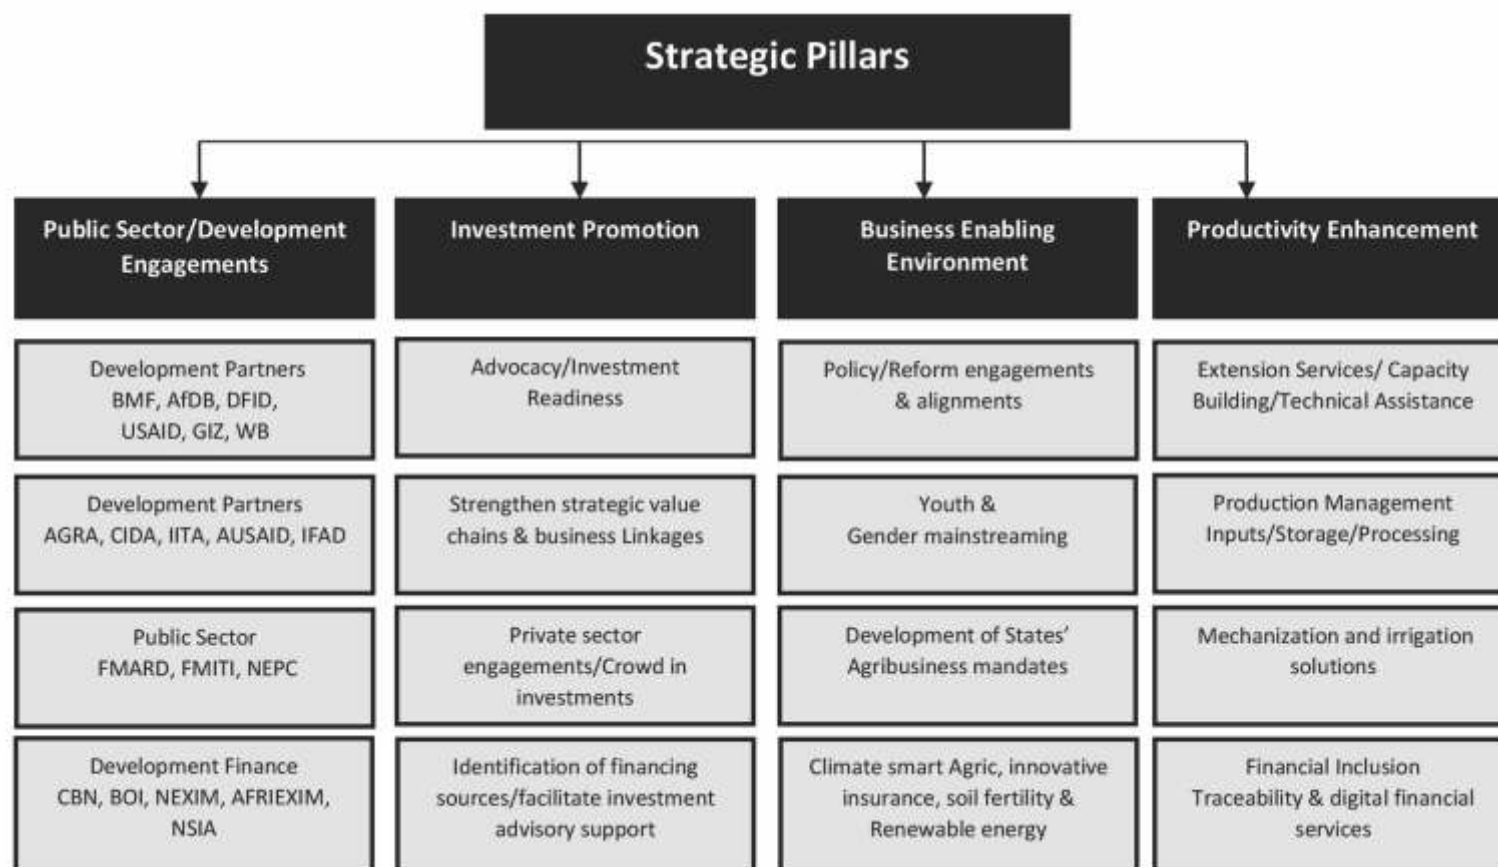 Strategic Pillars
Public Sector/Development
Engagements
Development Partners
BMF, AfDB, DFID,
USAID, GIZ, WB
Development Partners
AGRA, CIDA, IITA, AUSAID, IFAD
Public Sector
FMARD, FMITI, NEPC
Development Finance
CBN, BOI, NEXIM, AFRIEXIM,
NSIA
Investment Promotion
Advocacy/Investment
Readiness
Strengthen strategic value
chains & business Linkages
Private sector
engagements/Crowd in
investments
Identification of financing
sources/facilitate investment
advisory support
Business Enabling
Environment
Policy/Reform engagements
& alignments
Youth &
Gender mainstreaming
Development of States’
Agribusiness mandates
Climate smart Agric, innovative
insurance, soil fertility &
Renewable energy
Productivity Enhancement
Extension Services/ Capacity
Building/Technical Assistance
Production Management
Inputs/Storage/Processing
Mechanization and irrigation
solutions
Financial Inclusion
Traceability & digital financial
services